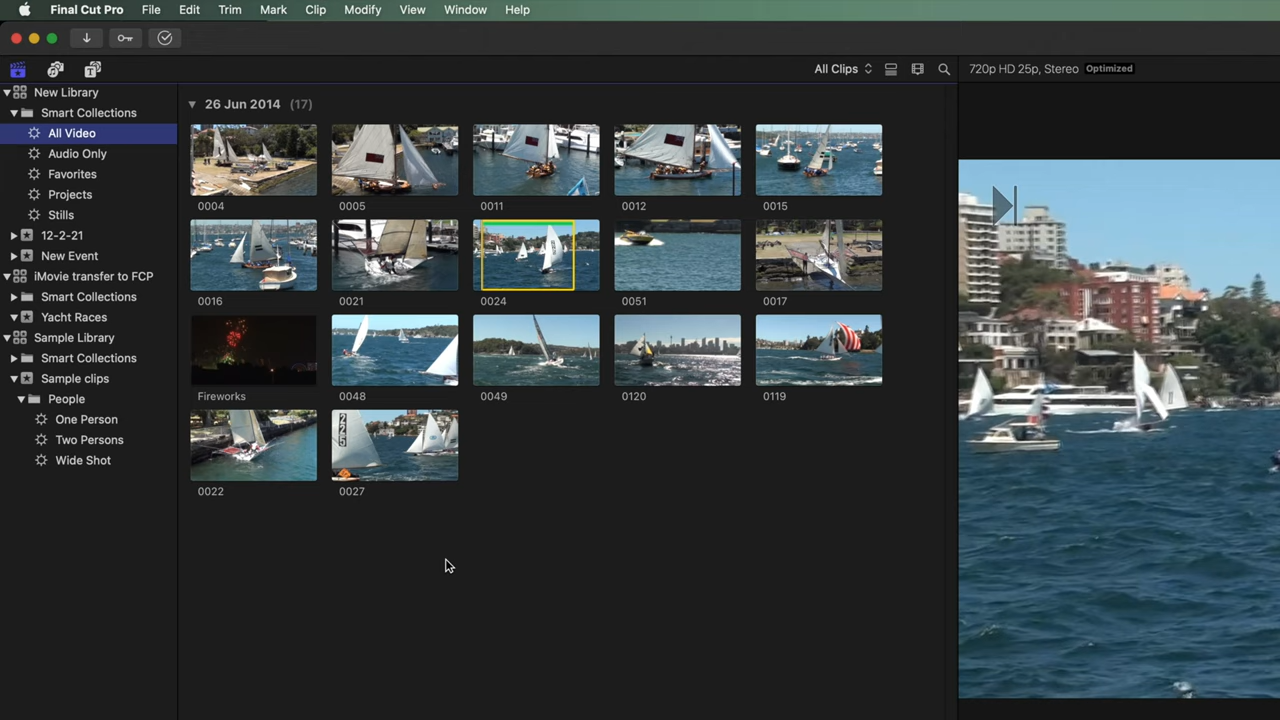 Final Cut Pro File Edit Trim Mark Clip Modify View Window Help
All Clips
720p HD 25p, Stereo Optimized
New Library
Smart Collections
All Video
Audio Only
Favorites
Projects
Stills
12-2-21
New Event
iMovie transfer to FCP
Smart Collections
Yacht Races
Sample Library
Smart Collections
Sample clips
People
One Person
Two Persons
Wide Shot
26 Jun 2014 (17)
0004 0005 0011 0012 0015
0016 0021 0024 0051 0017
Fireworks 0048 0049 0120 0119
225
0022 0027